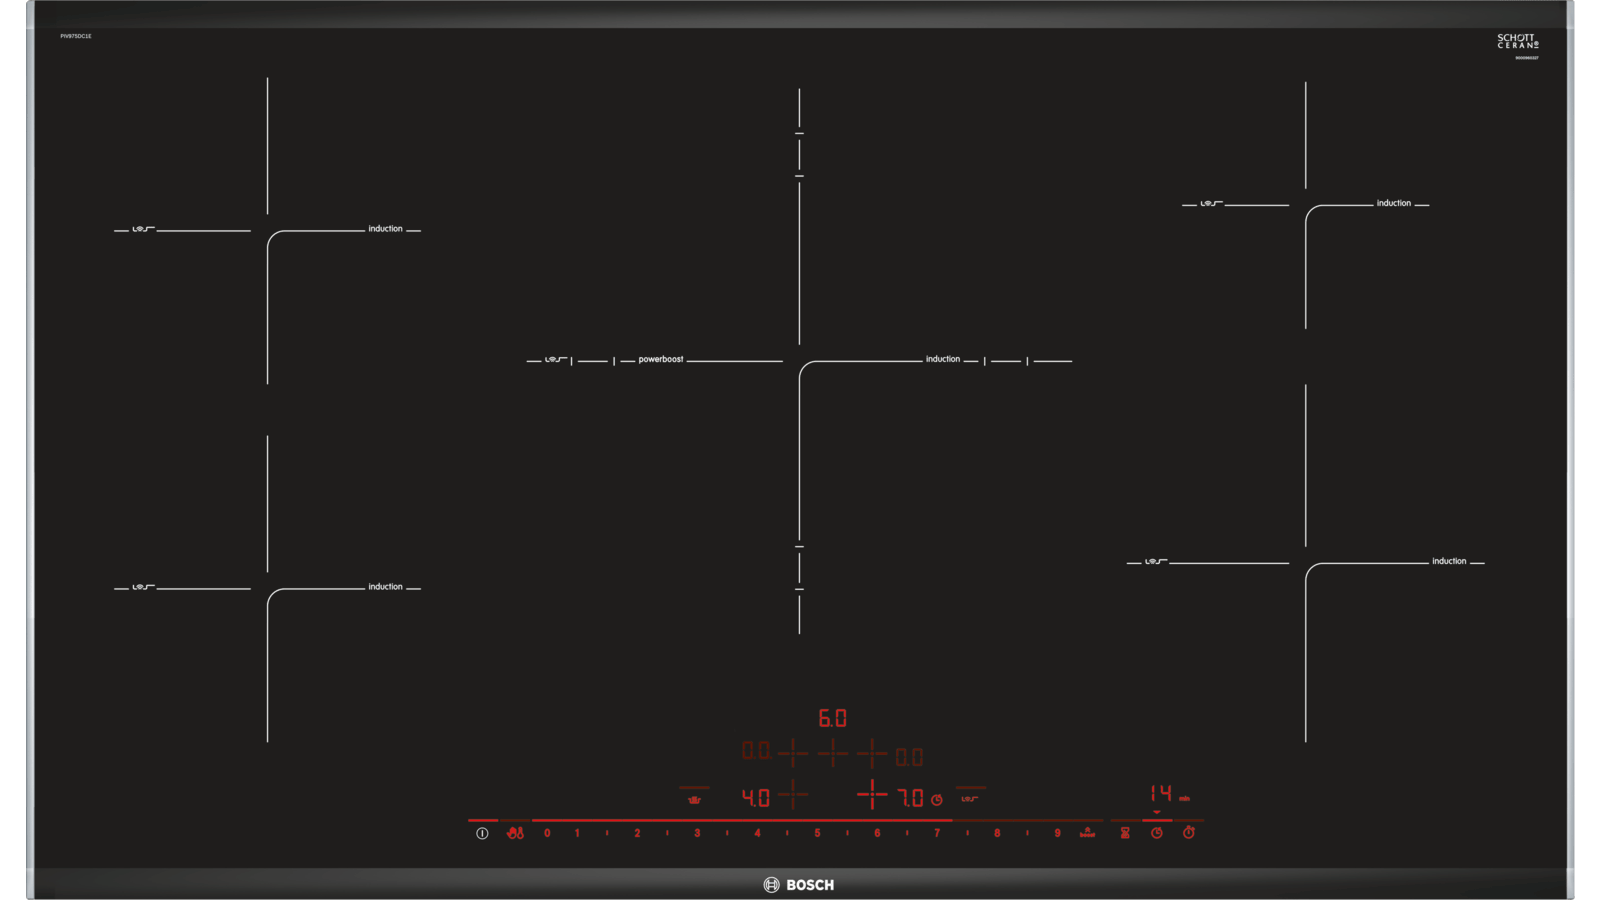 PIV975DC1E
SCHOTT
CERAN®
induction
induction
powerboost induction
induction
induction
6.0
0.0. 0.0
4.0 7.0
14 min
0 1 2 3 4 5 6 7 8 9 boost
BOSCH